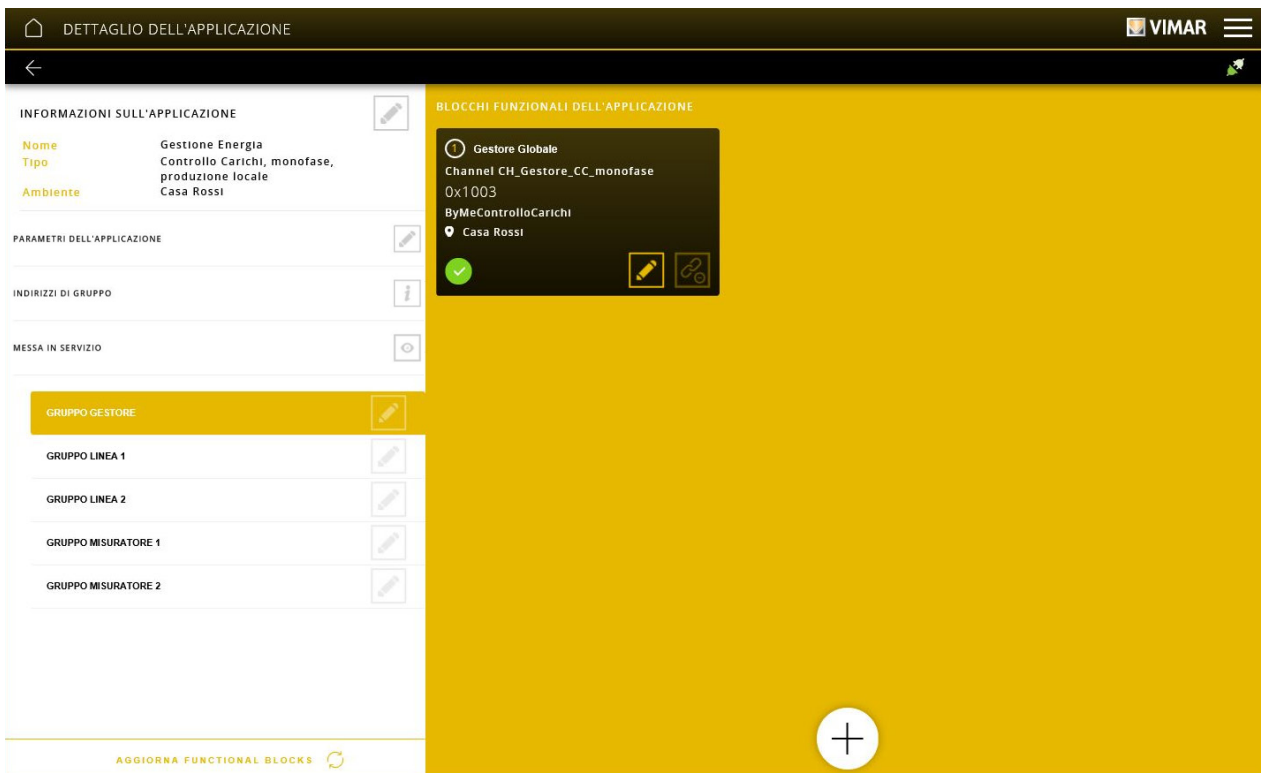 DETTAGLIO DELL'APPLICAZIONE
VIMAR
INFORMAZIONI SULL'APPLICAZIONE
Nome Gestione Energia
Tipo Controllo Carichi, monofase,
produzione locale
Ambiente Casa Rossi
PARAMETRI DELL'APPLICAZIONE
INDIRIZZI DI GRUPPO
i
MESSA IN SERVIZIO
GRUPPO GESTORE
GRUPPO LINEA 1
GRUPPO LINEA 2
GRUPPO MISURATORE 1
GRUPPO MISURATORE 2
AGGIORNA FUNCTIONAL BLOCKS
BLOCCHI FUNZIONALI DELL'APPLICAZIONE
1 Gestore Globale
Channel CH_Gestore_CC_monofase
0x1003
ByMeControlloCarichi
Casa Rossi